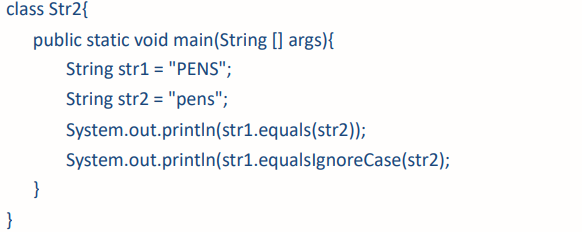 class Str2{
public static void main(String [] args){
String str1 = "PENS";
String str2 = "pens";
System.out.println(str1.equals(str2));
System.out.println(str1.equalsIgnoreCase(str2);
}
}